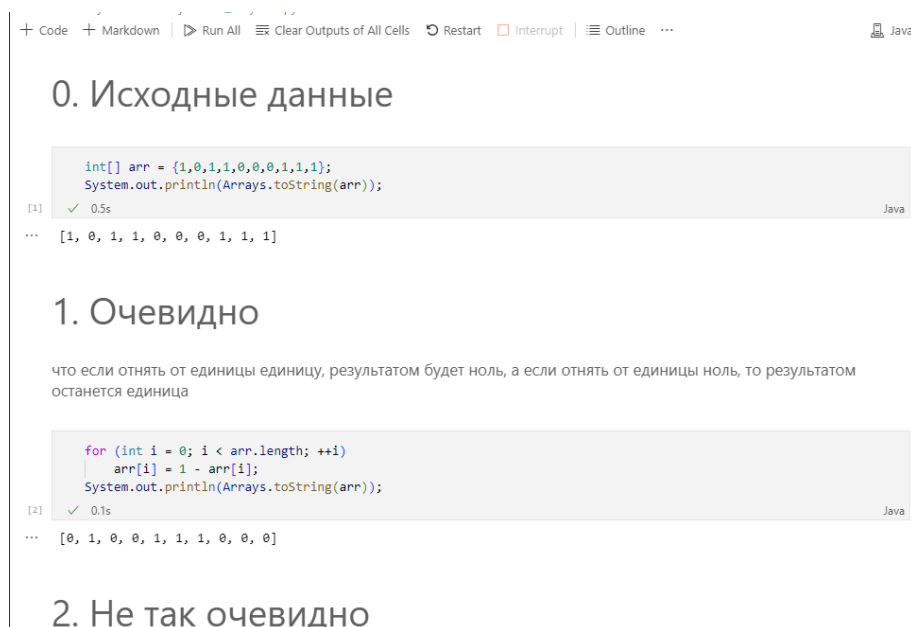 + Code + Markdown Run All Clear Outputs of All Cells Restart Interrupt Outline ...
0. Исходные данные
int[] arr = {1,0,1,1,0,0,0,1,1,1};
System.out.println(Arrays.toString(arr));
[1] ✓ 0.5s Java
... [1, 0, 1, 1, 0, 0, 0, 1, 1, 1]
1. Очевидно
что если отнять от единицы единицу, результатом будет ноль, а если отнять от единицы ноль, то результатом
останется единица
for (int i = 0; i < arr.length; ++i)
arr[i] = 1 - arr[i];
System.out.println(Arrays.toString(arr));
[2] ✓ 0.1s Java
... [0, 1, 0, 0, 1, 1, 1, 0, 0, 0]
2. Не так очевидно